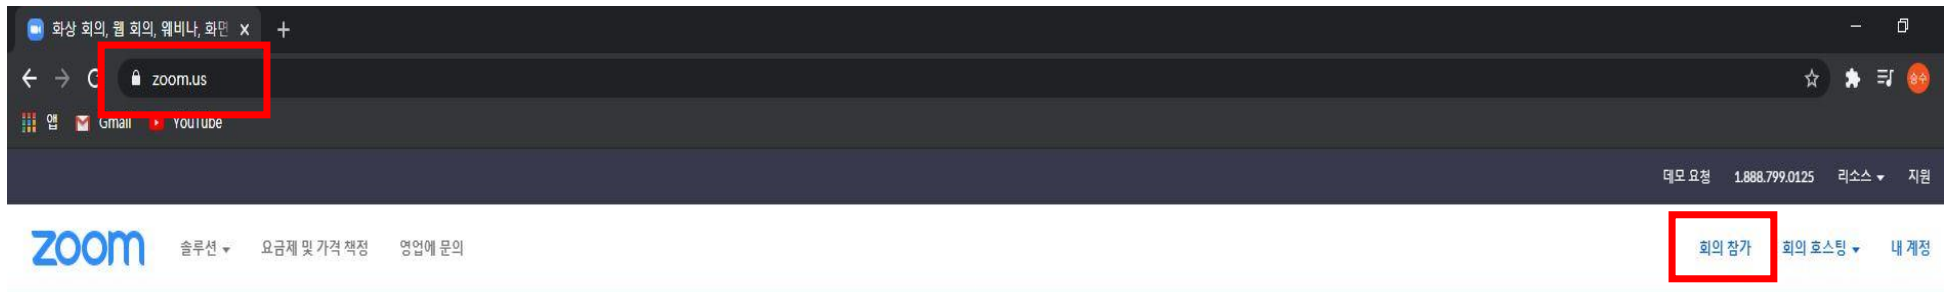 화상 회의, 웹 회의, 웨비나, 화면
zoom.us
앱 Gmail YouTube
데모 요청 1.888.799.0125 리소스 지원
zoom 솔루션 요금제 및 가격 책정 영업에 문의 회의 참가 회의 호스팅 내 계정